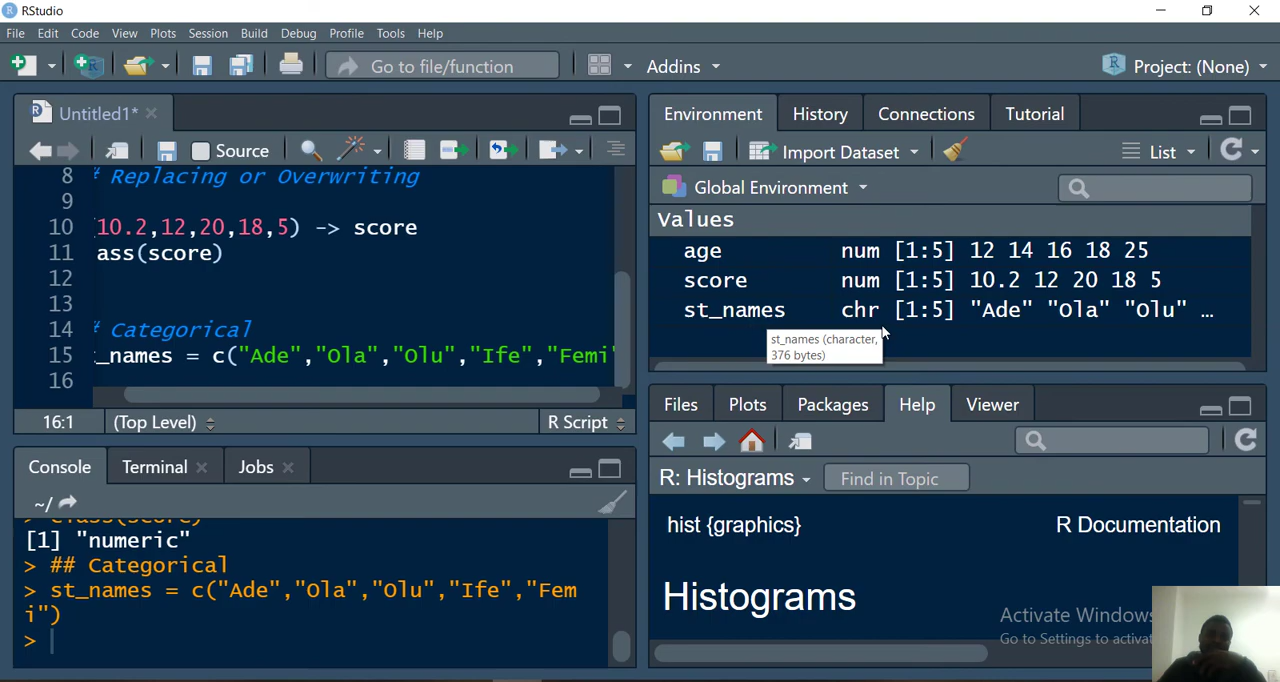 RStudio
File Edit Code View Plots Session Build Debug Profile Tools Help
Go to file/function Addins Project: (None)
Untitled1*
Source
8 # Replacing or Overwriting
9
10 (10.2,12,20,18,5) -> score
11 ass(score)
12
13
14 # Categorical
15 _names = c("Ade","Ola","Olu","Ife","Femi"
16
16:1 (Top Level) R Script
Console Terminal Jobs
~/
> class(score)
[1] "numeric"
> ## Categorical
> st_names = c("Ade","Ola","Olu","Ife","Fem
i")
>
Environment History Connections Tutorial
Import Dataset List
Global Environment
Values
age num [1:5] 12 14 16 18 25
score num [1:5] 10.2 12 20 18 5
st_names chr [1:5] "Ade" "Ola" "Olu" ...
st_names (character,
376 bytes)
Files Plots Packages Help Viewer
R: Histograms Find in Topic
hist {graphics} R Documentation
Histograms
Activate Windows
Go to Settings to activat